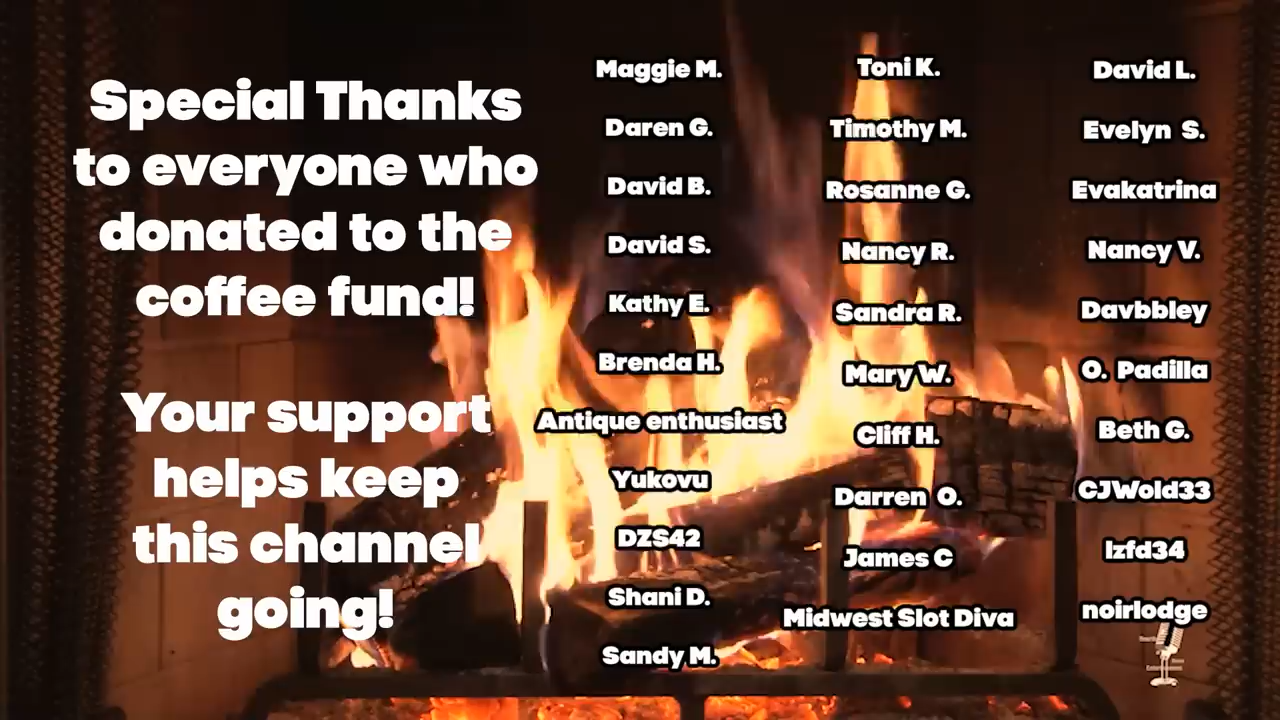 Special Thanks
to everyone who
donated to the
coffee fund!
Your support
helps keep
this channel
going!
Maggie M.
Daren G.
David B.
David S.
Kathy E.
Brenda H.
Antique enthusiast
Yukovu
DZS42
Shani D.
Sandy M.
Toni K.
Timothy M.
Rosanne G.
Nancy R.
Sandra R.
Mary W.
Cliff H.
Darren O.
James C
Midwest Slot Diva
David L.
Evelyn S.
Evakatrina
Nancy V.
Davbbley
O. Padilla
Beth G.
CJWold33
lzfd34
noirlodge